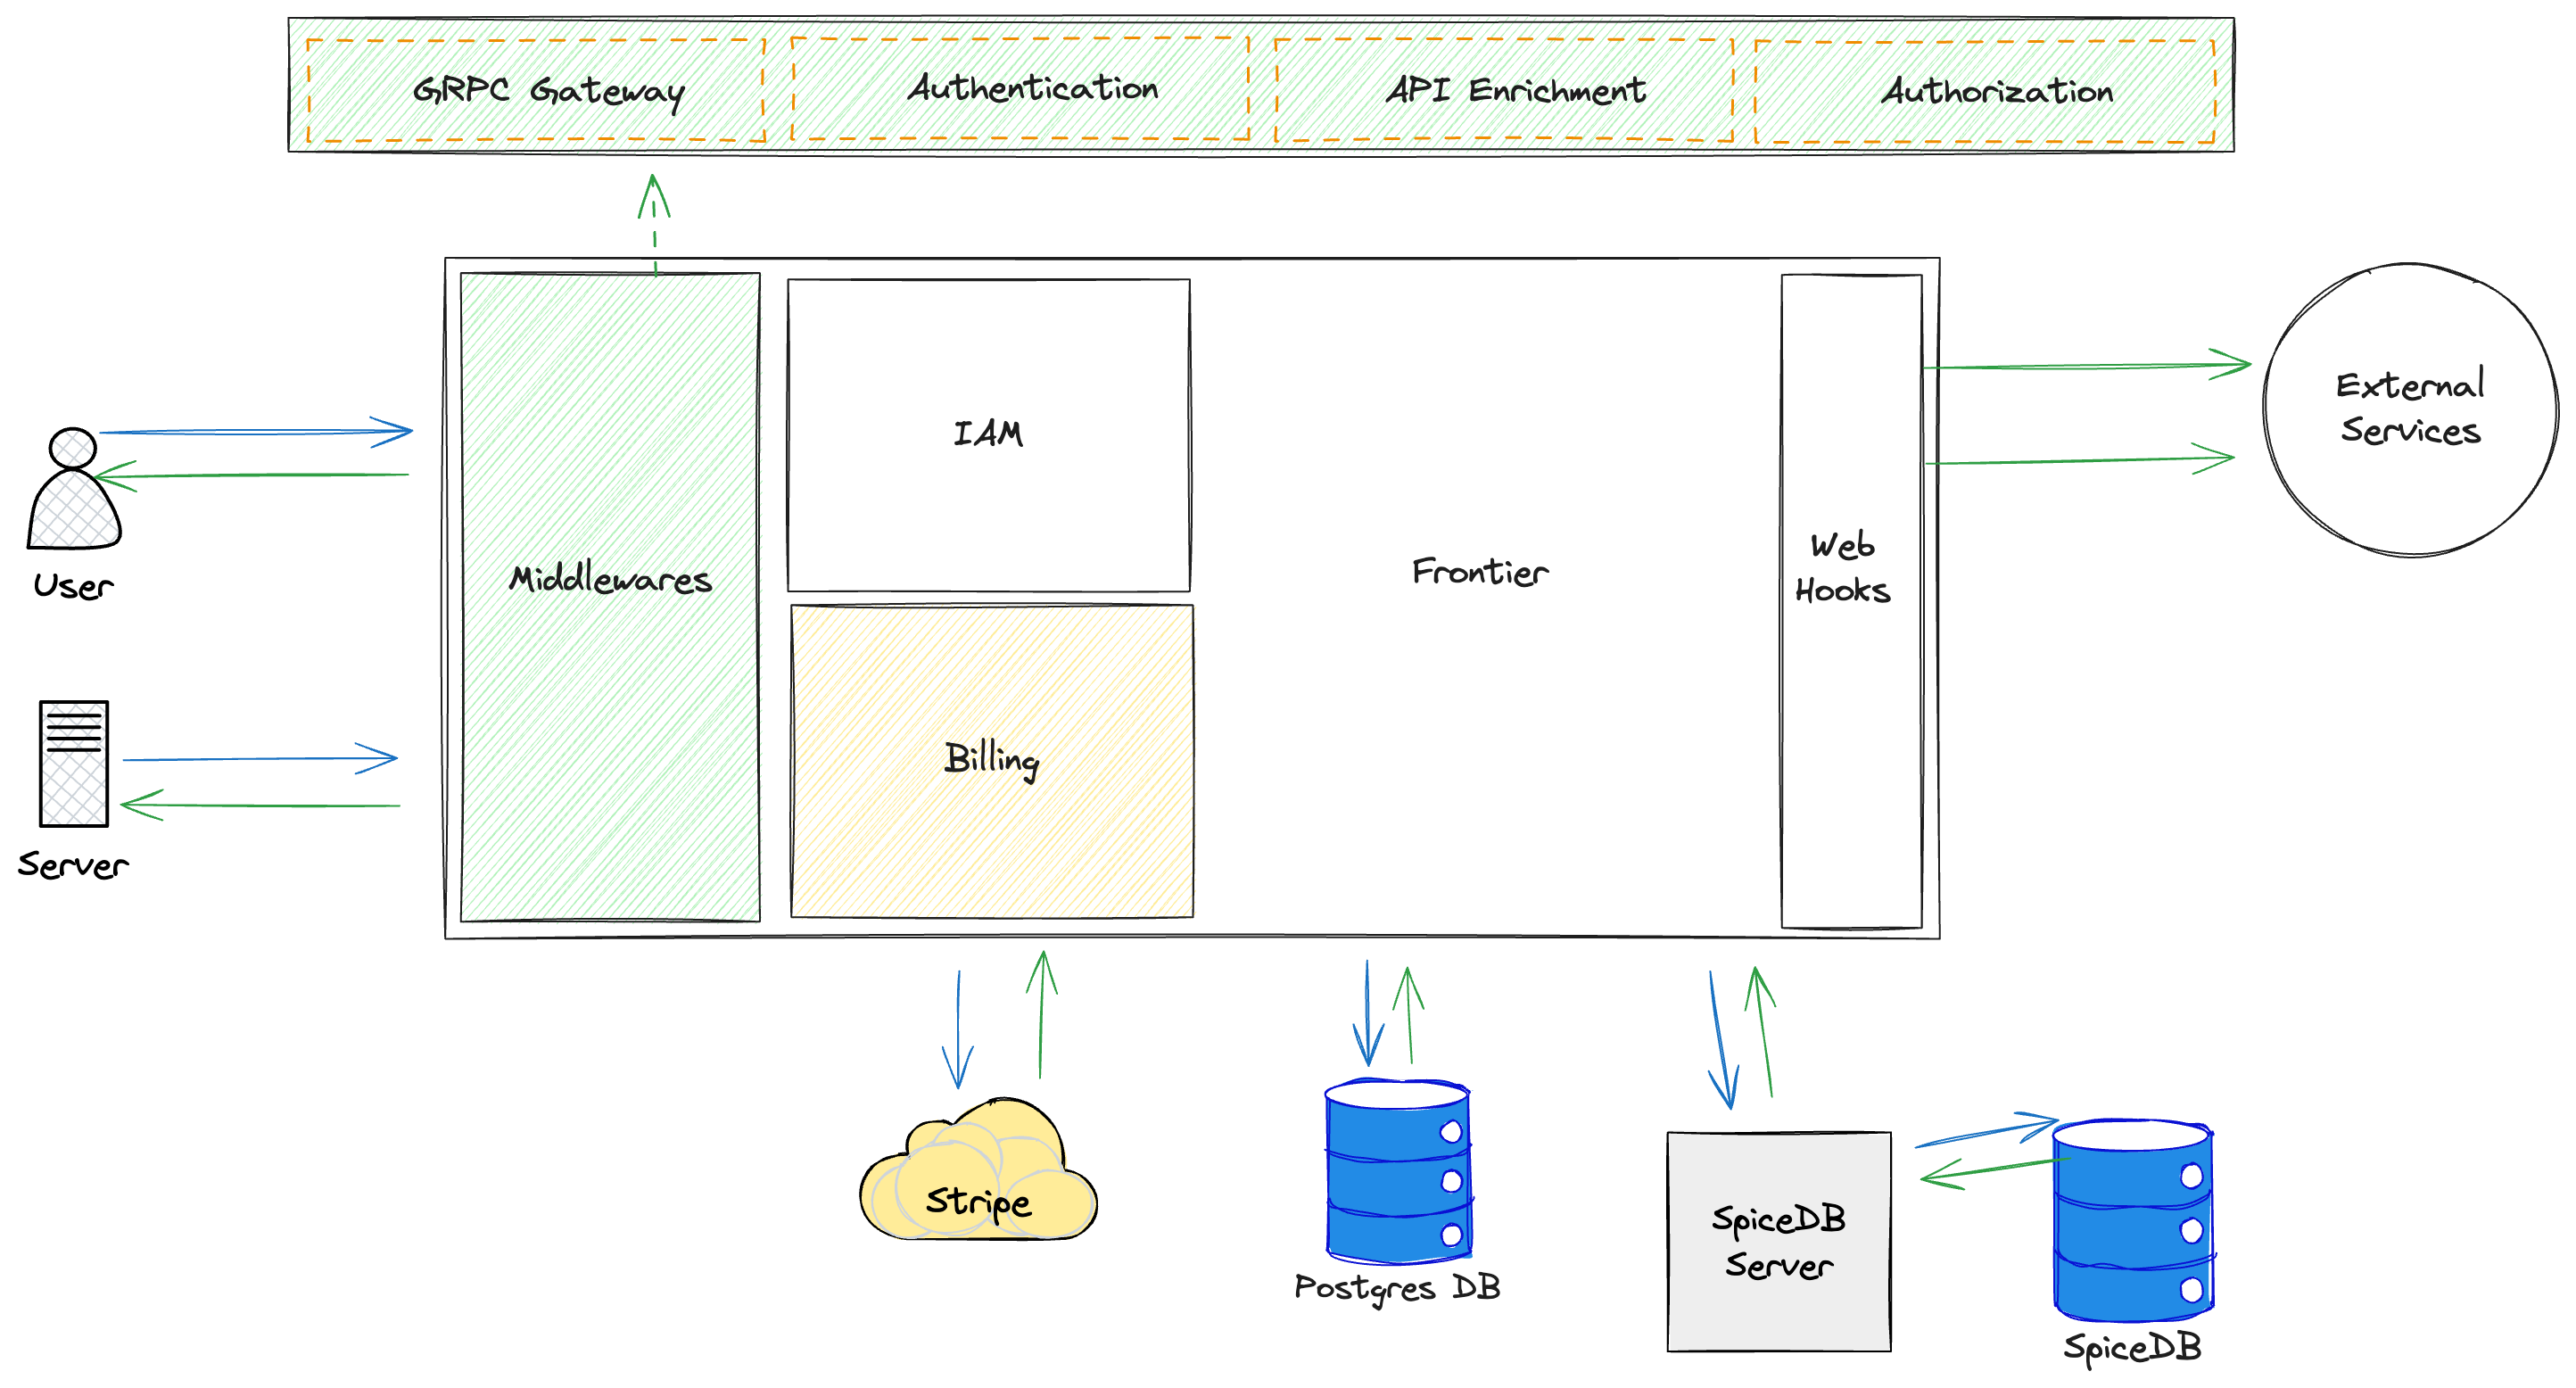 GRPC Gateway
Authentication
API Enrichment
Authorization
User
Server
Middlewares
IAM
Billing
Frontier
Web
Hooks
External
Services
Stripe
Postgres DB
SpiceDB
Server
SpiceDB